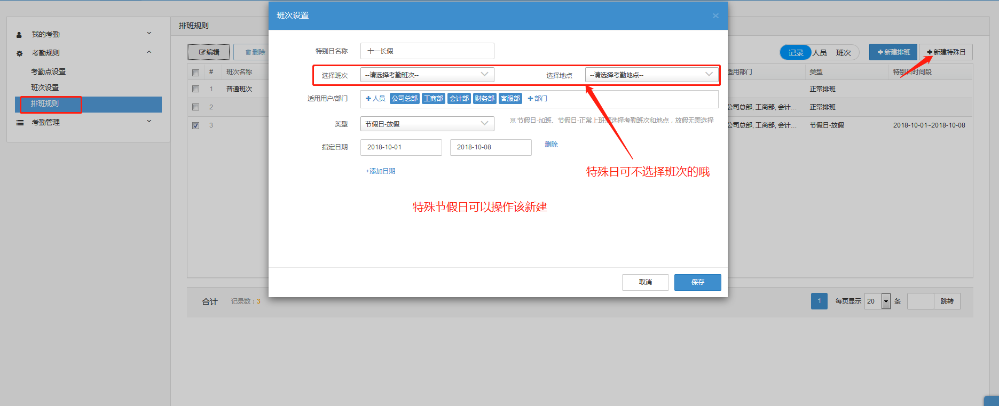 班次设置
×
我的考勤
考勤规则
考勤点设置
班次设置
排班规则
考勤管理
排班规则
编辑
删除
记录
人员
班次
新建排班
新建特殊日
# 班次名称 适用部门 类型 特别日时间段
1 普通班次 正常排班
2 公司总部, 工商部, 会计... 正常排班
3 公司总部, 工商部, 会计... 节假日-放假 2018-10-01~2018-10-08
特别日名称 十一长假
选择班次 --请选择考勤班次-- 选择地点 --请选择考勤地点--
适用用户/部门 人员 公司总部 工商部 会计部 财务部 客服部 部门
类型 节假日-放假 ※ 节假日-加班、节假日-正常上班需选择考勤班次和地点，放假无需选择
指定日期 2018-10-01 2018-10-08 删除
+添加日期
特殊日可不选择班次的哦
特殊节假日可以操作该新建
取消 保存
合计 记录数：3
1 每页显示 20 条 跳转